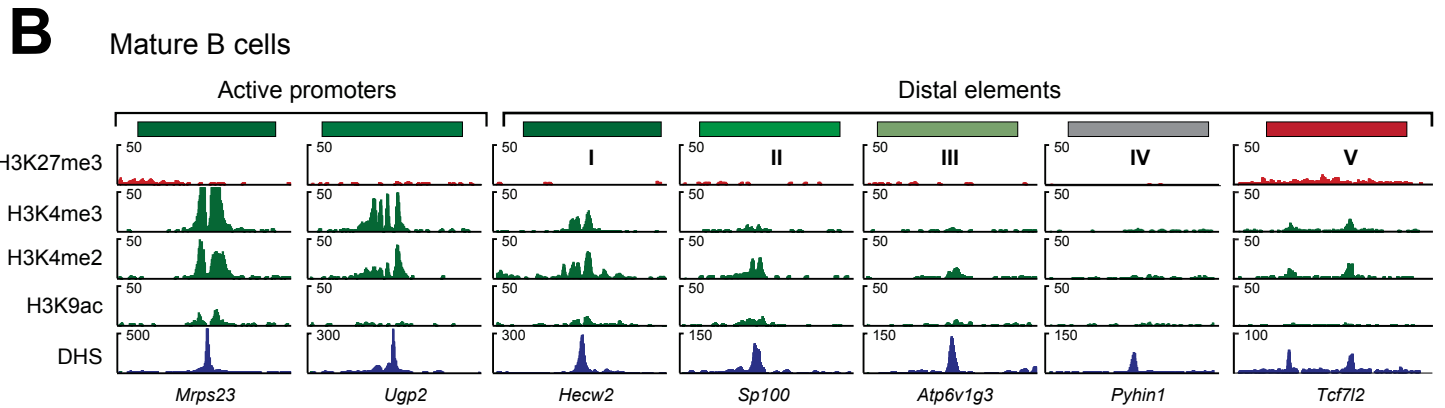 B
Mature B cells
Active promoters Distal elements
H3K27me3 50 50 50 I 50 II 50 III 50 IV 50 V
H3K4me3 50 50 50 50 50 50 50
H3K4me2 50 50 50 50 50 50 50
H3K9ac 50 50 50 50 50 50 50
DHS 500 300 300 150 150 150 100
Mrps23 Ugp2 Hecw2 Sp100 Atp6v1g3 Pyhin1 Tcf7l2